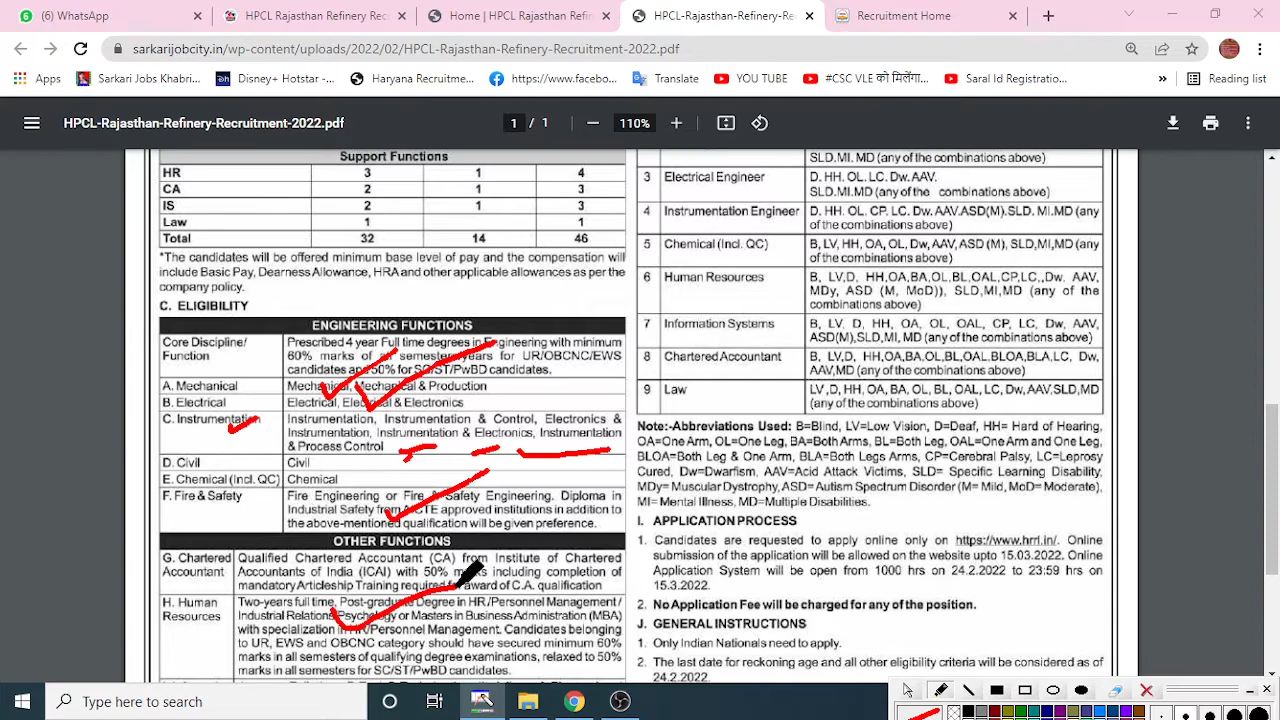 6 WhatsApp
HPCL Rajasthan Refinery Rec
Home | HPCL Rajasthan Refin
HPCL-Rajasthan-Refinery-Re
Recruitment Home
sarkarijobcity.in/wp-content/uploads/2022/02/HPCL-Rajasthan-Refinery-Recruitment-2022.pdf
Apps
Sarkari Jobs Khabri...
Disney+ Hotstar -...
Haryana Recruitme...
https://www.facebo...
Translate
YOU TUBE
#CSC VLE को मिलेंगा...
Saral Id Registratio...
»
Reading list
HPCL-Rajasthan-Refinery-Recruitment-2022.pdf
1 / 1
110%
Support Functions
HR 3 1 4
CA 2 1 3
IS 2 1 3
Law 1 1
Total 32 14 46
*The candidates will be offered minimum base level of pay and the compensation will
include Basic Pay, Dearness Allowance, HRA and other applicable allowances as per the
company policy.
C. ELIGIBILITY
ENGINEERING FUNCTIONS
Core Discipline/ Prescribed 4 year Full time degrees in Engineering with minimum
Function 60% marks of all semester/years for UR/OBCNC/EWS
candidates and 50% for SC/ST/PwBD candidates.
A. Mechanical Mechanical, Mechanical & Production
B. Electrical Electrical, Electrical & Electronics
C. Instrumentation Instrumentation, Instrumentation & Control, Electronics &
Instrumentation, Instrumentation & Electronics, Instrumentation
& Process Control
D. Civil Civil
E. Chemical (Incl. QC) Chemical
F. Fire & Safety Fire Engineering or Fire & Safety Engineering. Diploma in
Industrial Safety from AICTE approved institutions in addition to
the above-mentioned qualification will be given preference.
OTHER FUNCTIONS
G. Chartered Qualified Chartered Accountant (CA) from Institute of Chartered
Accountant Accountants of India (ICAI) with 50% marks including completion of
mandatory Articleship Training required for award of C.A. qualification
H. Human Two-years full time, Post-graduate Degree in HR/Personnel Management/
Resources Industrial Relations/Psychology or Masters in Business Administration (MBA)
with specialization in HR/Personnel Management. Candidates belonging
to UR, EWS and OBCNC category should have secured minimum 60%
marks in all semesters of qualifying degree examinations, relaxed to 50%
marks for SC/ST/PwBD candidates.
SLD.MI. MD (any of the combinations above)
3 Electrical Engineer D. HH. OL. LC. Dw. AAV.
SLD.MI.MD (any of the combinations above)
4 Instrumentation Engineer D. HH. OL. CP. LC. Dw. AAV.ASD(M).SLD. MI.MD (any
of the combinations above)
5 Chemical (Incl. QC) B, LV, HH, OA, OL, Dw, AAV, ASD (M), SLD,MI,MD (any
of the combinations above)
6 Human Resources B, LV,D, HH,OA,BA,OL,BL,OAL,CP,LC,,Dw. AAV,
MDy, ASD (M, MoD)), SLD,MI,MD (any of the
combinations above)
7 Information Systems B, LV, D, HH, OA, OL, OAL, CP, LC, Dw, AAV,
ASD(M),SLD,MI, MD (any of the combinations above)
8 Chartered Accountant B, LV,D, HH,OA,BA,OL,BL,OAL,BLOA,BLA,LC, Dw,
AAV,MD (any of the combinations above)
9 Law LV ,D, HH, OA, BA, OL, BL, OAL, LC, Dw, AAV,SLD,MD
(any of the combinations above)
Note:-Abbreviations Used: B=Blind, LV=Low Vision, D=Deaf, HH= Hard of Hearing,
OA=One Arm, OL=One Leg, BA=Both Arms, BL=Both Leg, OAL=One Arm and One Leg,
BLOA=Both Leg & One Arm, BLA=Both Legs Arms, CP=Cerebral Palsy, LC=Leprosy
Cured, Dw=Dwarfism, AAV=Acid Attack Victims, SLD= Specific Learning Disability,
MDy= Muscular Dystrophy, ASD=Autism Spectrum Disorder (M= Mild, MoD= Moderate),
MI= Mental Illness, MD=Multiple Disabilities.
I. APPLICATION PROCESS
1. Candidates are requested to apply online only on https://www.hrrl.in/. Online
submission of the application will be allowed on the website upto 15.03.2022. Online
Application System will be open from 1000 hrs on 24.2.2022 to 23:59 hrs on
15.3.2022.
2. No Application Fee will be charged for any of the position.
J. GENERAL INSTRUCTIONS
1. Only Indian Nationals need to apply.
2. The last date for reckoning age and all other eligibility criteria will be considered as of
24.2.2022.
Type here to search